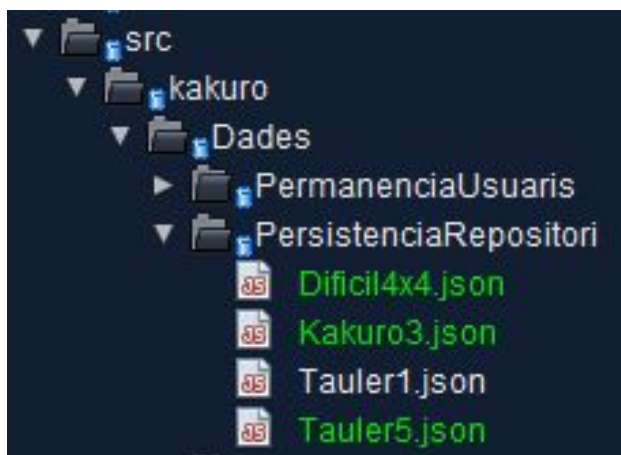 src
kakuro
Dades
PermanenciaUsuaris
PersistenciaRepositori
Dificil4x4.json
Kakuro3.json
Tauler1.json
Tauler5.json